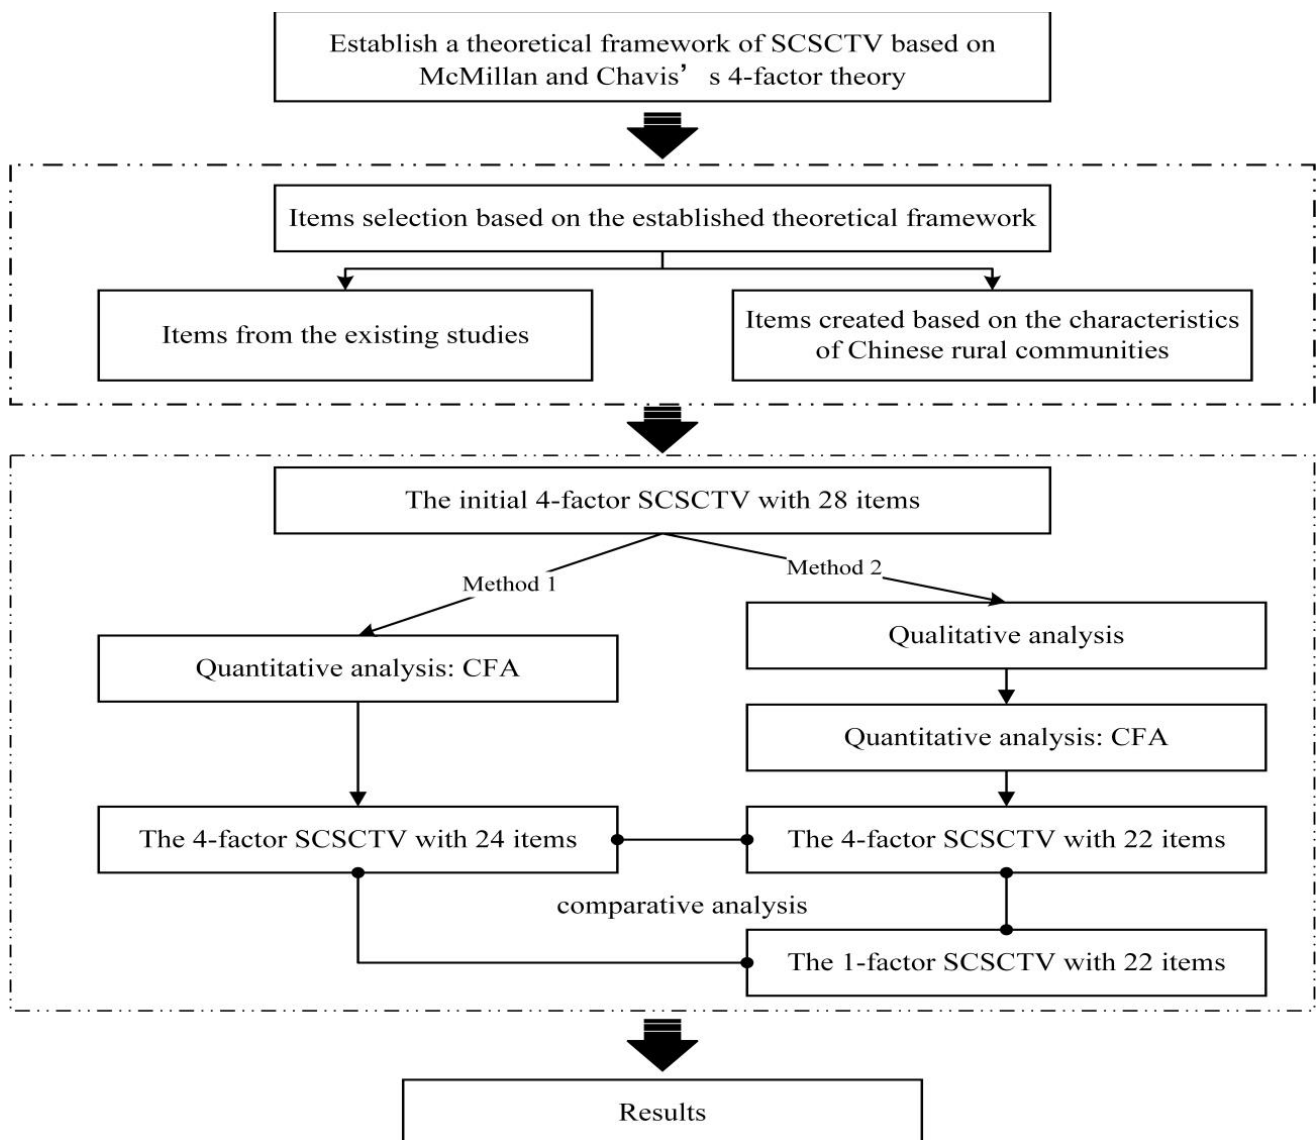 Establish a theoretical framework of SCSCTV based on
McMillan and Chavis’ s 4-factor theory
Items selection based on the established theoretical framework
Items from the existing studies
Items created based on the characteristics
of Chinese rural communities
The initial 4-factor SCSCTV with 28 items
Method 1
Method 2
Qualitative analysis
Quantitative analysis: CFA
Quantitative analysis: CFA
The 4-factor SCSCTV with 24 items
The 4-factor SCSCTV with 22 items
comparative analysis
The 1-factor SCSCTV with 22 items
Results